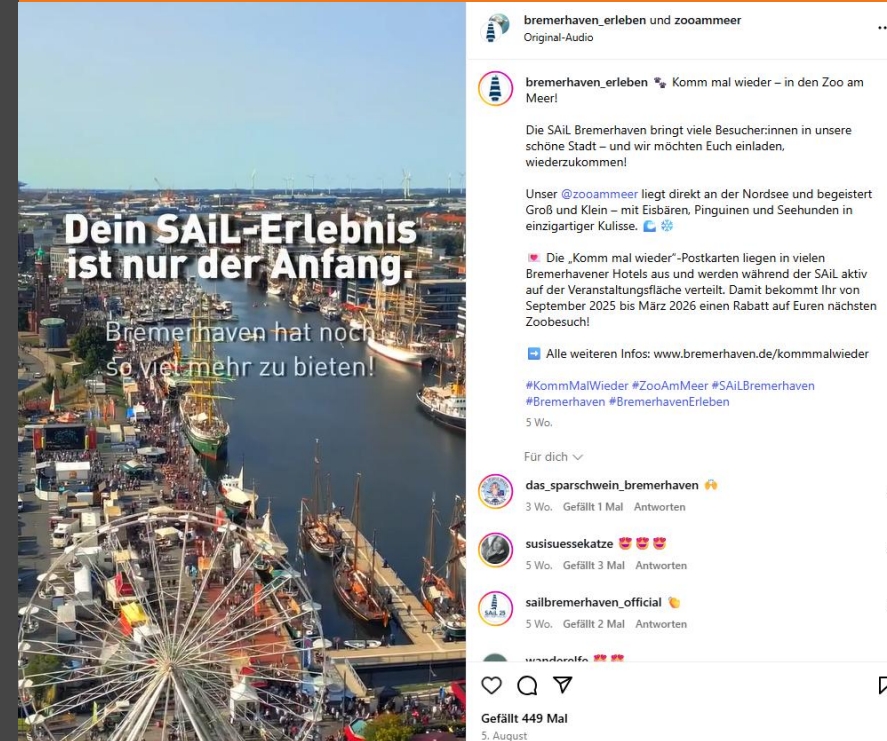 Dein SAiL-Erlebnis
ist nur der Anfang.
Bremerhaven hat noch
so viel mehr zu bieten!
bremerhaven_erleben und zooammeer
Original-Audio
bremerhaven_erleben 🐾 Komm mal wieder – in den Zoo am
Meer!
Die SAiL Bremerhaven bringt viele Besucher:innen in unsere
schöne Stadt – und wir möchten Euch einladen,
wiederzukommen!
Unser @zooammeer liegt direkt an der Nordsee und begeistert
Groß und Klein – mit Eisbären, Pinguinen und Seehunden in
einzigartiger Kulisse. 🌊 ❄️
💌 Die „Komm mal wieder“-Postkarten liegen in vielen
Bremerhavener Hotels aus und werden während der SAiL aktiv
auf der Veranstaltungsfläche verteilt. Damit bekommt Ihr von
September 2025 bis März 2026 einen Rabatt auf Euren nächsten
Zoobesuch!
➡️ Alle weiteren Infos: www.bremerhaven.de/kommmalwieder
#KommMalWieder #ZooAmMeer #SAiLBremerhaven
#Bremerhaven #BremerhavenErleben
5 Wo.
Für dich
das_sparschwein_bremerhaven 🙌
3 Wo. Gefällt 1 Mal Antworten
susisuessekatze 😍 😍 😍
5 Wo. Gefällt 3 Mal Antworten
sailbremerhaven_official 👏
5 Wo. Gefällt 2 Mal Antworten
wanderelfe 😍 😍
Gefällt 449 Mal
5. August